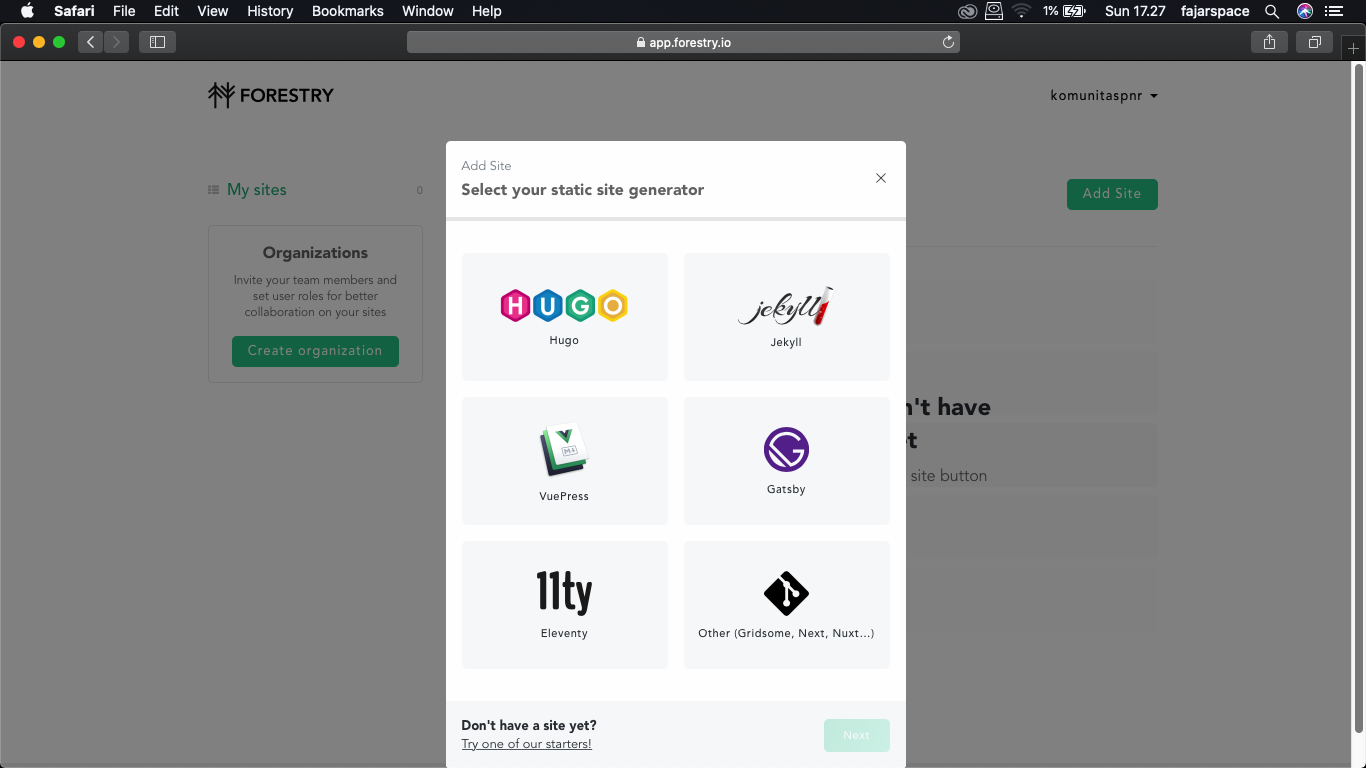 Safari File Edit View History Bookmarks Window Help 1% Sun 17.27 fajarspace
app.forestry.io
FORESTRY
komunitaspnr
My sites 0
Add Site
Organizations
Invite your team members and
set user roles for better
collaboration on your sites
Create organization
Add Site
Select your static site generator
HUGO
Hugo
jekyll
Jekyll
VuePress
Gatsby
11ty
Eleventy
Other (Gridsome, Next, Nuxt...)
n't have
et
site button
Don't have a site yet?
Try one of our starters!
Next